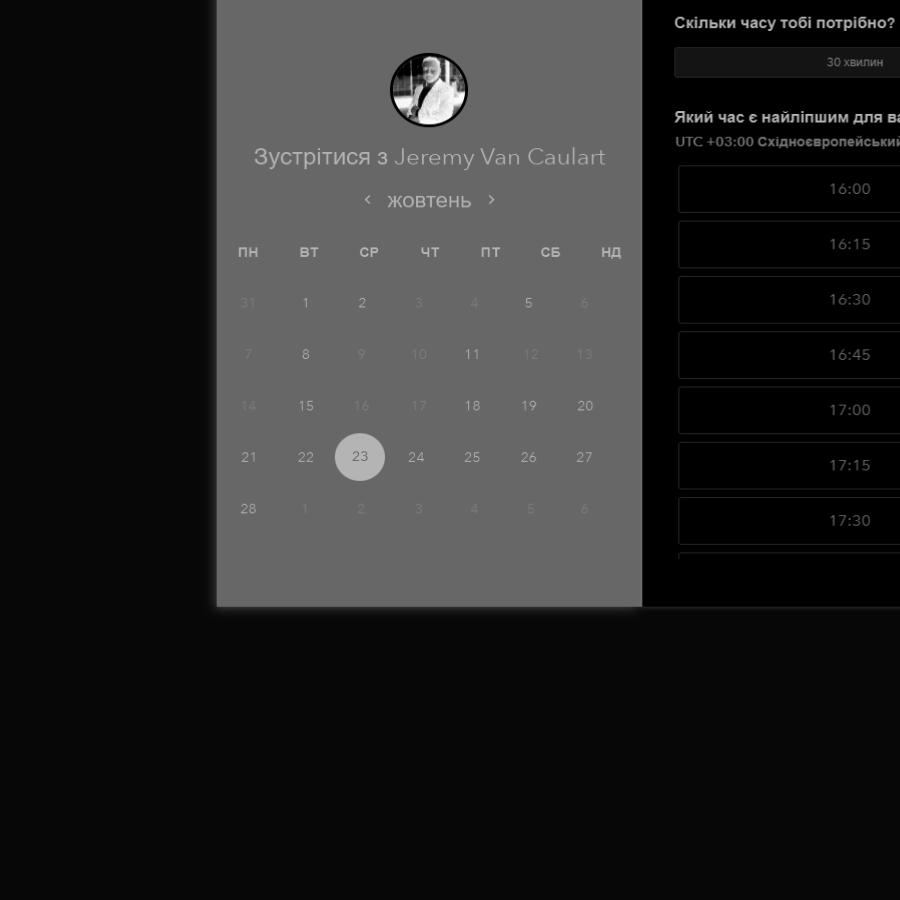 Зустрітися з Jeremy Van Caulart
жовтень
ПН ВТ СР ЧТ ПТ СБ НД
31 1 2 3 4 5 6
7 8 9 10 11 12 13
14 15 16 17 18 19 20
21 22 23 24 25 26 27
28 1 2 3 4 5 6
Скільки часу тобі потрібно?
30 хвилин
Який час є найліпшим для ва
UTC +03:00 Східноєвропейський
16:00
16:15
16:30
16:45
17:00
17:15
17:30